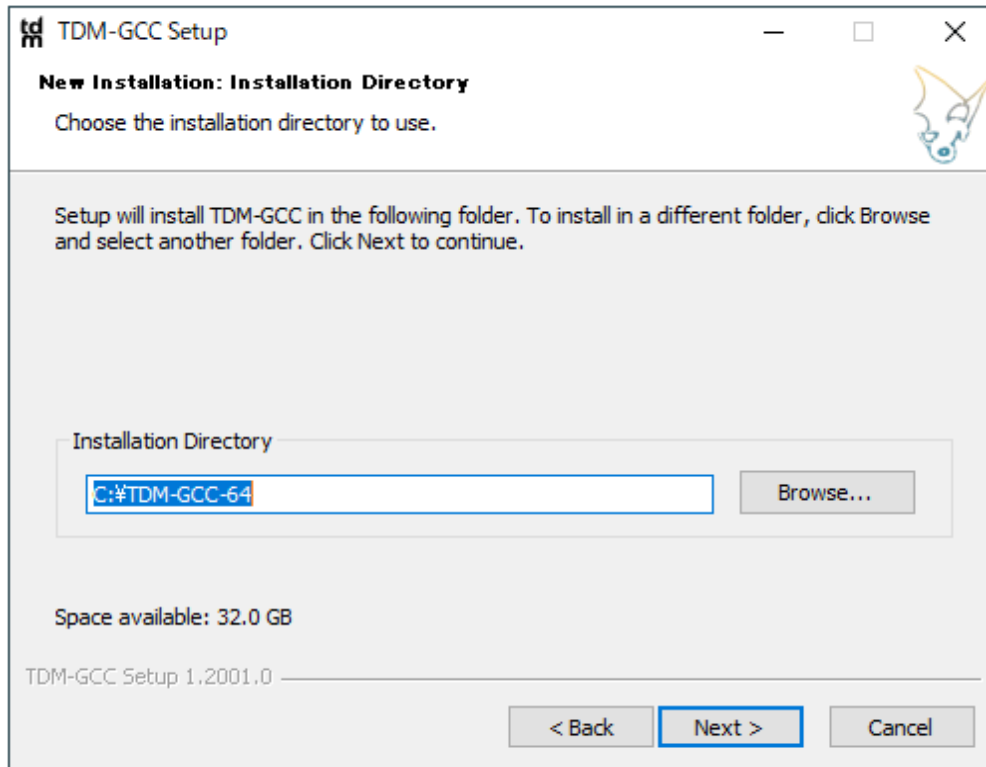 tdm TDM-GCC Setup
New Installation: Installation Directory
Choose the installation directory to use.
Setup will install TDM-GCC in the following folder. To install in a different folder, click Browse
and select another folder. Click Next to continue.
Installation Directory
C:¥TDM-GCC-64
Browse...
Space available: 32.0 GB
TDM-GCC Setup 1.2001.0
< Back
Next >
Cancel